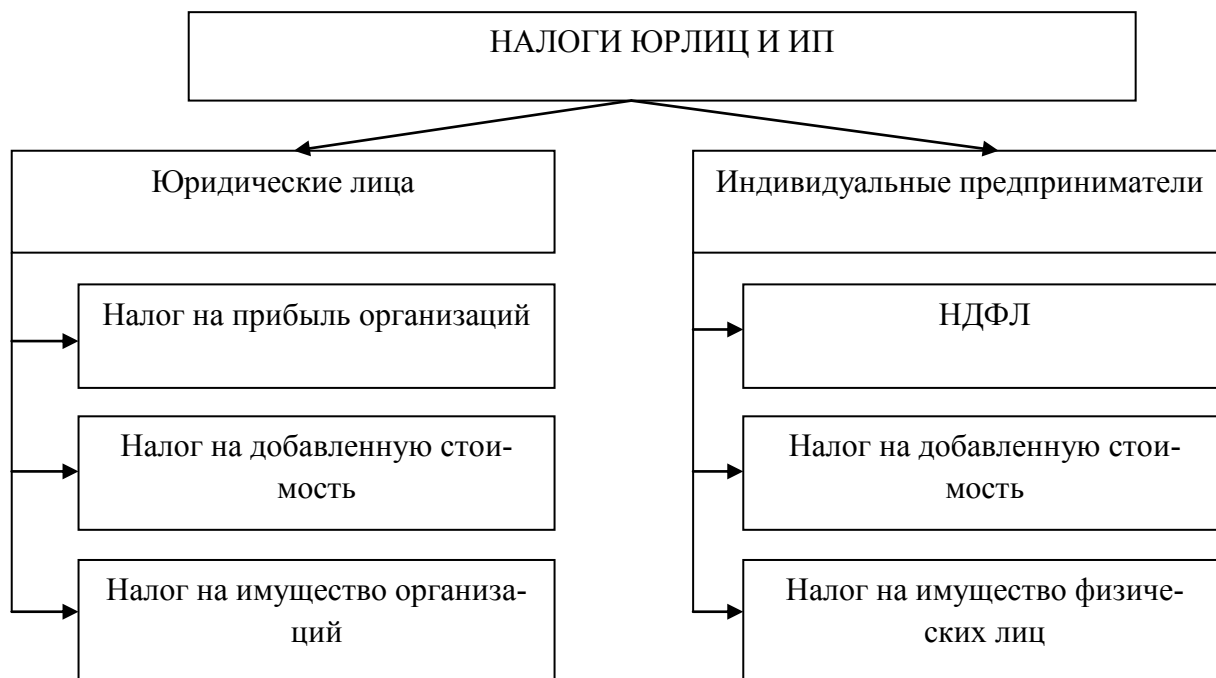 НАЛОГИ ЮРЛИЦ И ИП
Юридические лица
Индивидуальные предприниматели
Налог на прибыль организаций
НДФЛ
Налог на добавленную стои-
мость
Налог на добавленную стои-
мость
Налог на имущество организа-
ций
Налог на имущество физиче-
ских лиц